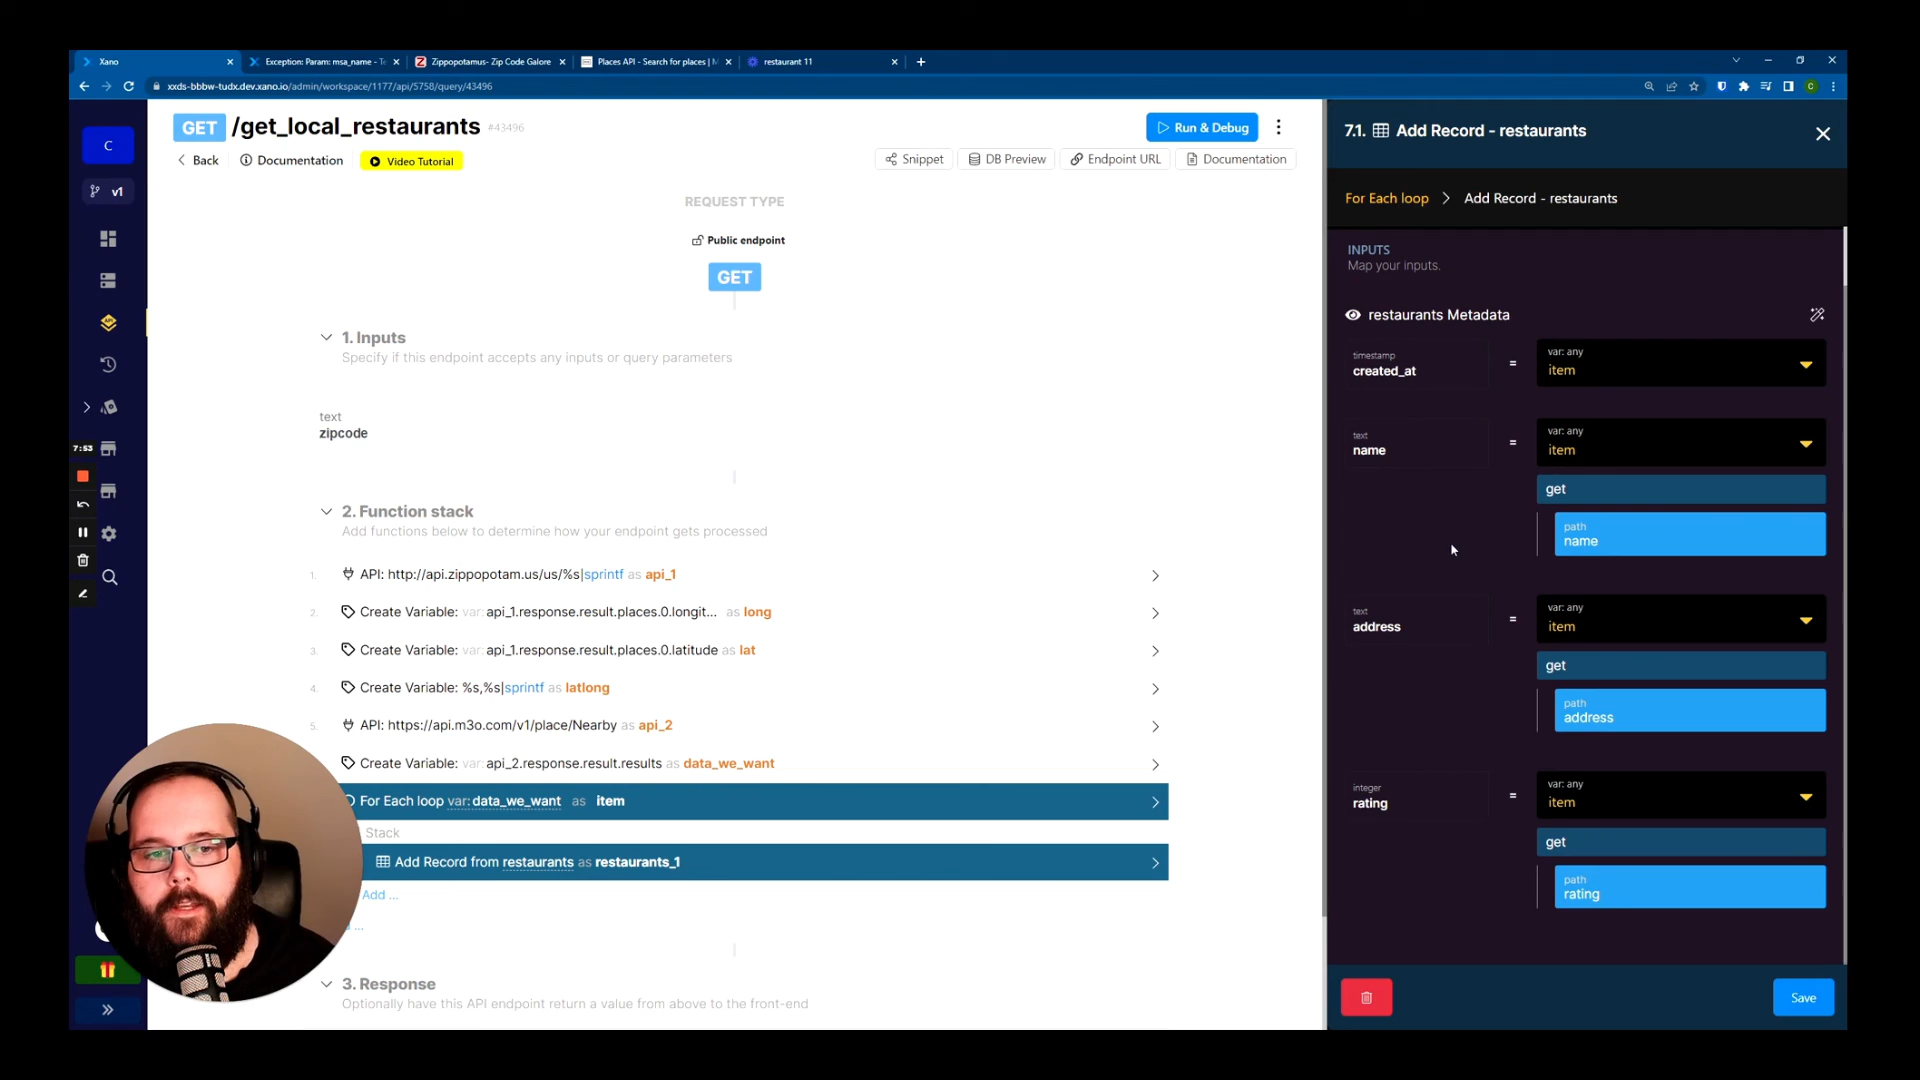 Xano
Exception: Param: msa_name - Te
Zippopotamus- Zip Code Galore
Places API - Search for places | M
restaurant 11
xxds-bbbw-tudx.dev.xano.io/admin/workspace/1177/api/5758/query/43496
C
C
v1
7:53
GET /get_local_restaurants #43496
Run & Debug
Back
Documentation
Video Tutorial
Snippet
DB Preview
Endpoint URL
Documentation
REQUEST TYPE
Public endpoint
GET
1. Inputs
Specify if this endpoint accepts any inputs or query parameters
text
zipcode
2. Function stack
Add functions below to determine how your endpoint gets processed
1. API: http://api.zippopotam.us/us/%s|sprintf as api_1
2. Create Variable: var: api_1.response.result.places.0.longit... as long
3. Create Variable: var: api_1.response.result.places.0.latitude as lat
4. Create Variable: %s,%s|sprintf as latlong
5. API: https://api.m3o.com/v1/place/Nearby as api_2
Create Variable: var: api_2.response.result.results as data_we_want
For Each loop var: data_we_want as item
Stack
Add Record from restaurants as restaurants_1
Add ...
...
3. Response
Optionally have this API endpoint return a value from above to the front-end
7.1. Add Record - restaurants
For Each loop > Add Record - restaurants
INPUTS
Map your inputs.
restaurants Metadata
timestamp
created_at
=
var: any
item
text
name
=
var: any
item
get
path
name
text
address
=
var: any
item
get
path
address
integer
rating
=
var: any
item
get
path
rating
Save